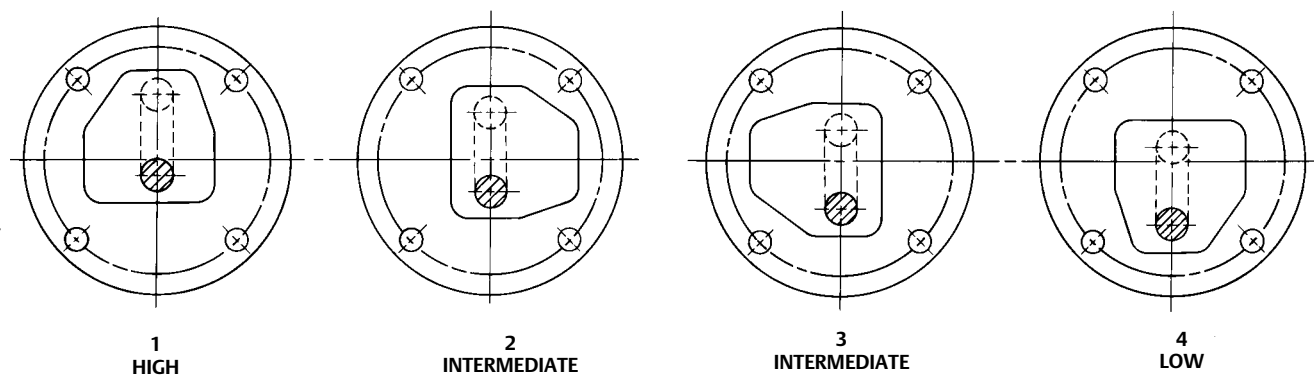 1
HIGH
2
INTERMEDIATE
3
INTERMEDIATE
4
LOW